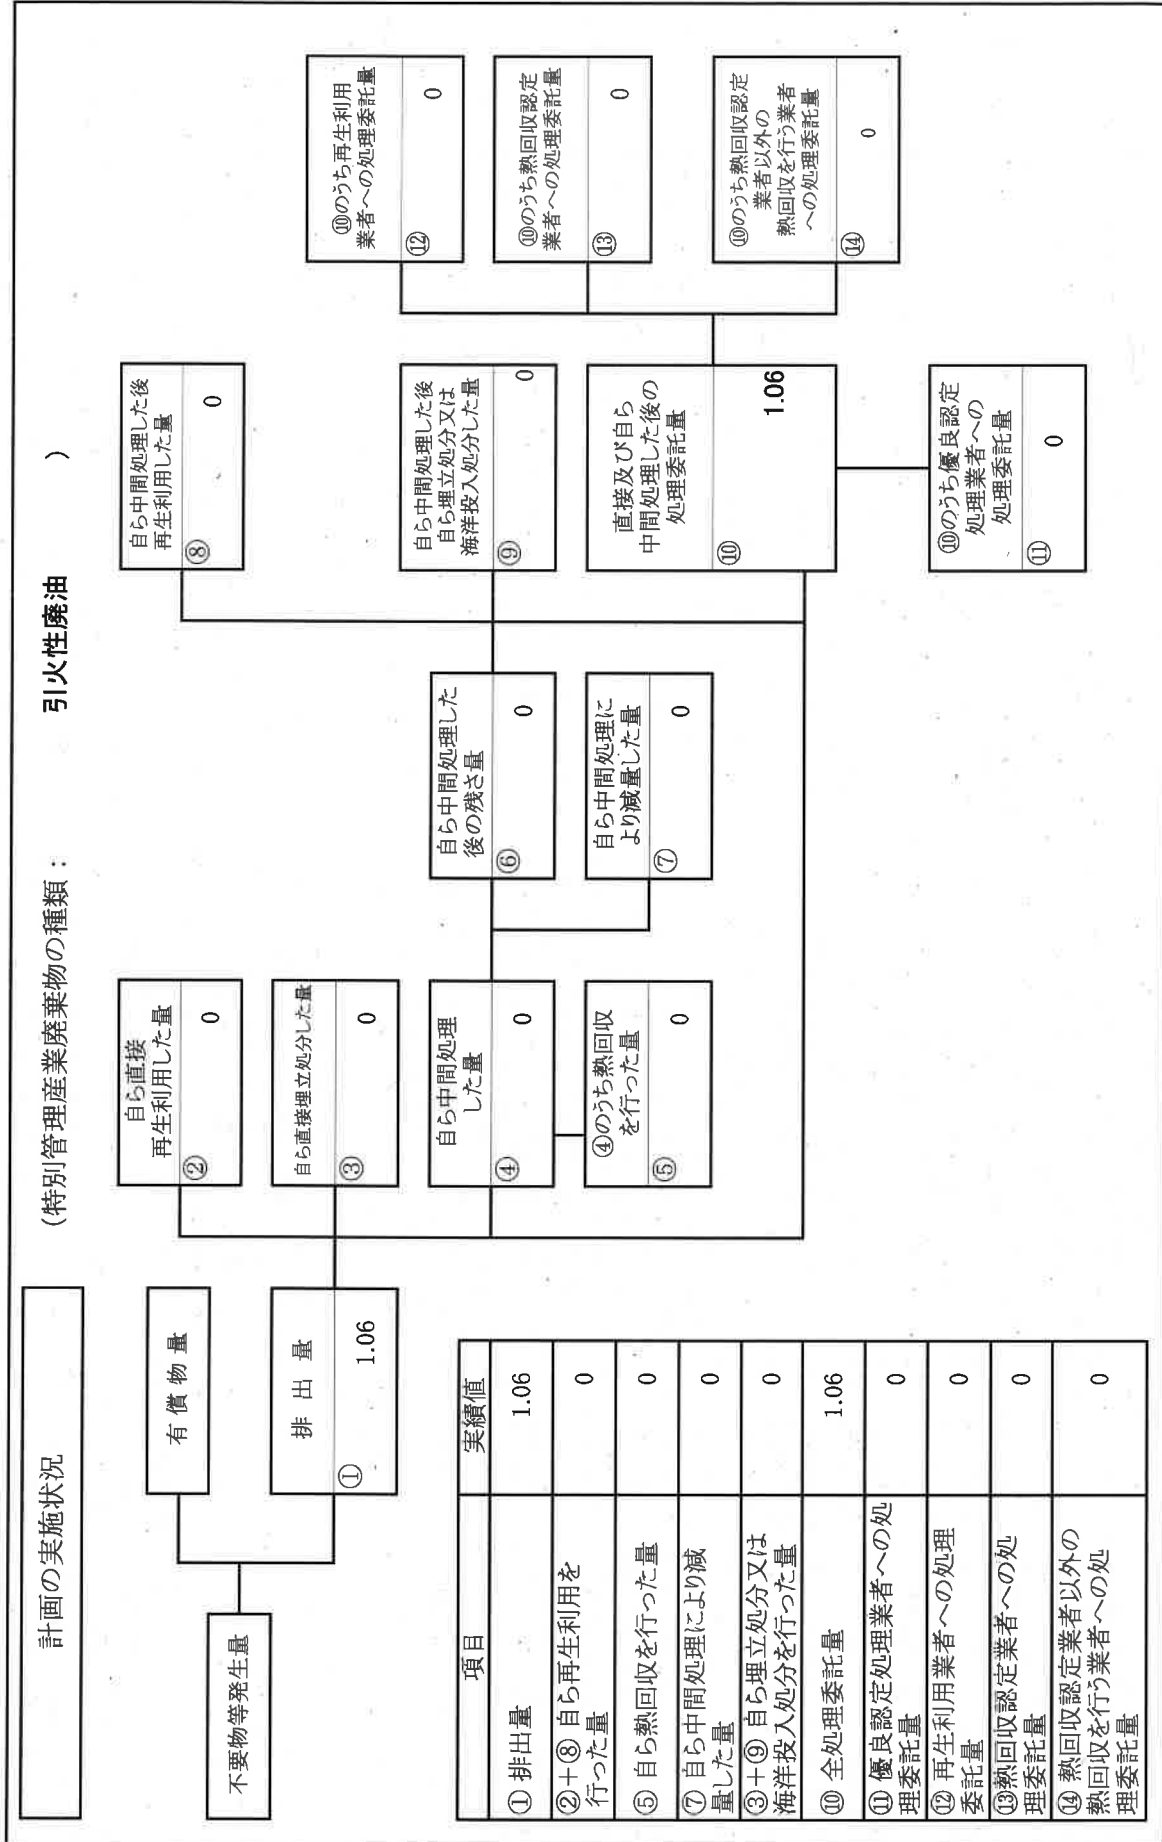 計画の実施状況
(特別管理産業廃棄物の種類： 引火性廃油 )
不要物等発生量
有償物量
排出量
① 1.06
自ら直接
再生利用した量
② 0
自ら直接埋立処分した量
③ 0
自ら中間処理
した量
④ 0
④のうち熱回収
を行った量
⑤ 0
自ら中間処理した
後の残さ量
⑥ 0
自ら中間処理に
より減量した量
⑦ 0
自ら中間処理した後
再生利用した量
⑧ 0
自ら中間処理した後
自ら埋立処分又は
海洋投入処分した量
⑨ 0
直接及び自ら
中間処理した後の
処理委託量
⑩ 1.06
⑩のうち優良認定
処理業者への
処理委託量
⑪ 0
⑩のうち再生利用
業者への処理委託量
⑫ 0
⑩のうち熱回収認定
業者への処理委託量
⑬ 0
⑩のうち熱回収認定
業者以外の
熱回収を行う業者
への処理委託量
⑭ 0
項目 実績値
① 排出量 1.06
②＋⑧ 自ら再生利用を
行った量 0
⑤ 自ら熱回収を行った量 0
⑦ 自ら中間処理により減
量した量 0
③＋⑨ 自ら埋立処分又は
海洋投入処分を行った量 0
⑩ 全処理委託量 1.06
⑪ 優良認定処理業者への処
理委託量 0
⑫ 再生利用業者への処理
委託量 0
⑬熱回収認定業者への処
理委託量 0
⑭ 熱回収認定業者以外の
熱回収を行う業者への処
理委託量 0